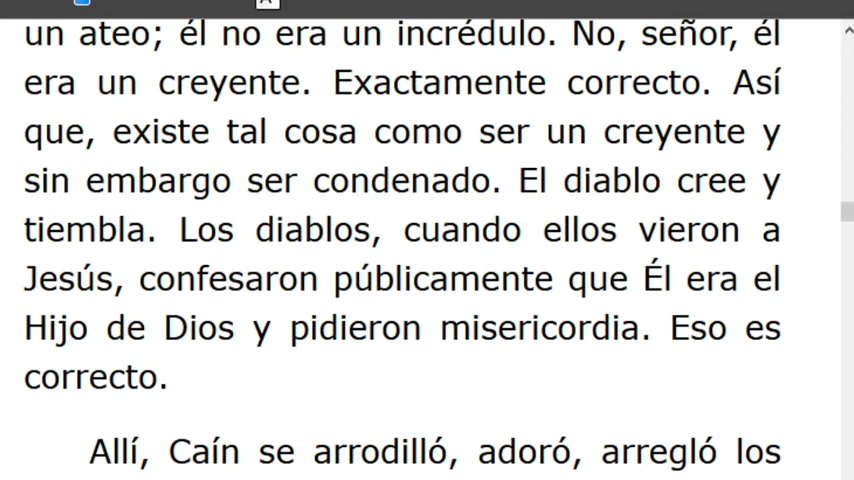 un ateo; él no era un incrédulo. No, señor, él
era un creyente. Exactamente correcto. Así
que, existe tal cosa como ser un creyente y
sin embargo ser condenado. El diablo cree y
tiembla. Los diablos, cuando ellos vieron a
Jesús, confesaron públicamente que Él era el
Hijo de Dios y pidieron misericordia. Eso es
correcto.
Allí, Caín se arrodilló, adoró, arregló los